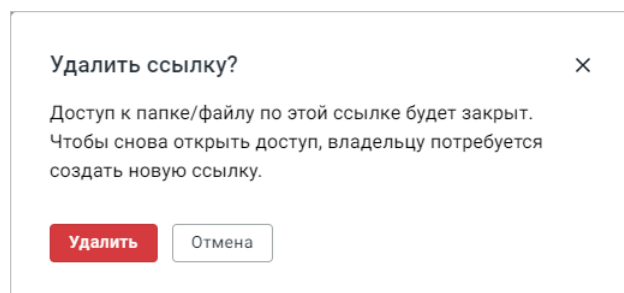 Удалить ссылку?
Доступ к папке/файлу по этой ссылке будет закрыт.
Чтобы снова открыть доступ, владельцу потребуется
создать новую ссылку.
Удалить
Отмена